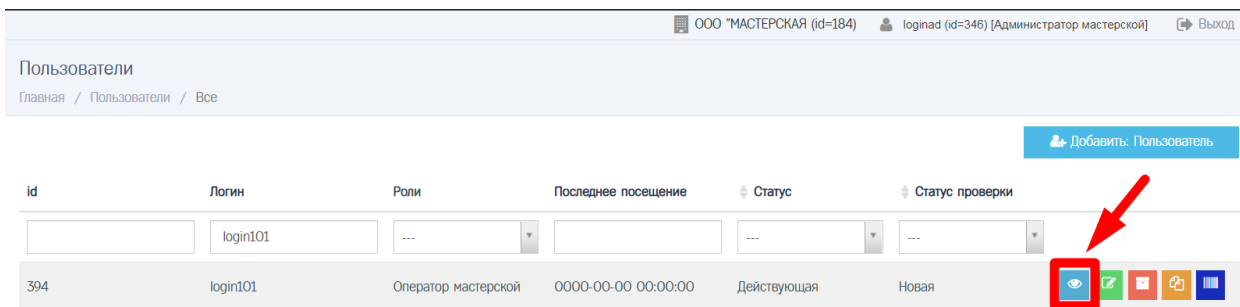 ООО "МАСТЕРСКАЯ (id=184) loginad (id=346) [Администратор мастерской] Выход
Пользователи
Главная / Пользователи / Все
Добавить: Пользователь
id Логин Роли Последнее посещение Статус Статус проверки
login101 --- --- ---
394 login101 Оператор мастерской 0000-00-00 00:00:00 Действующая Новая